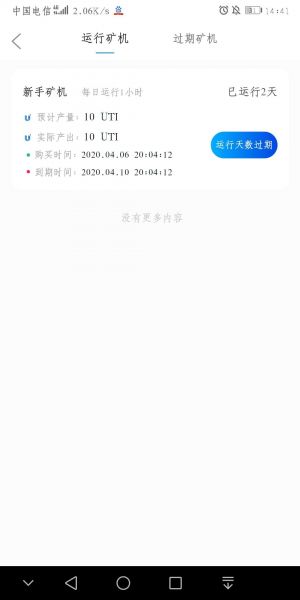 中国电信 2.06K/s 14:41
运行矿机 过期矿机
新手矿机 每日运行1小时 已运行2天
预计产量: 10 UTI
实际产出: 10 UTI
运行天数过期
购买时间: 2020.04.06 20:04:12
到期时间: 2020.04.10 20:04:12
没有更多内容